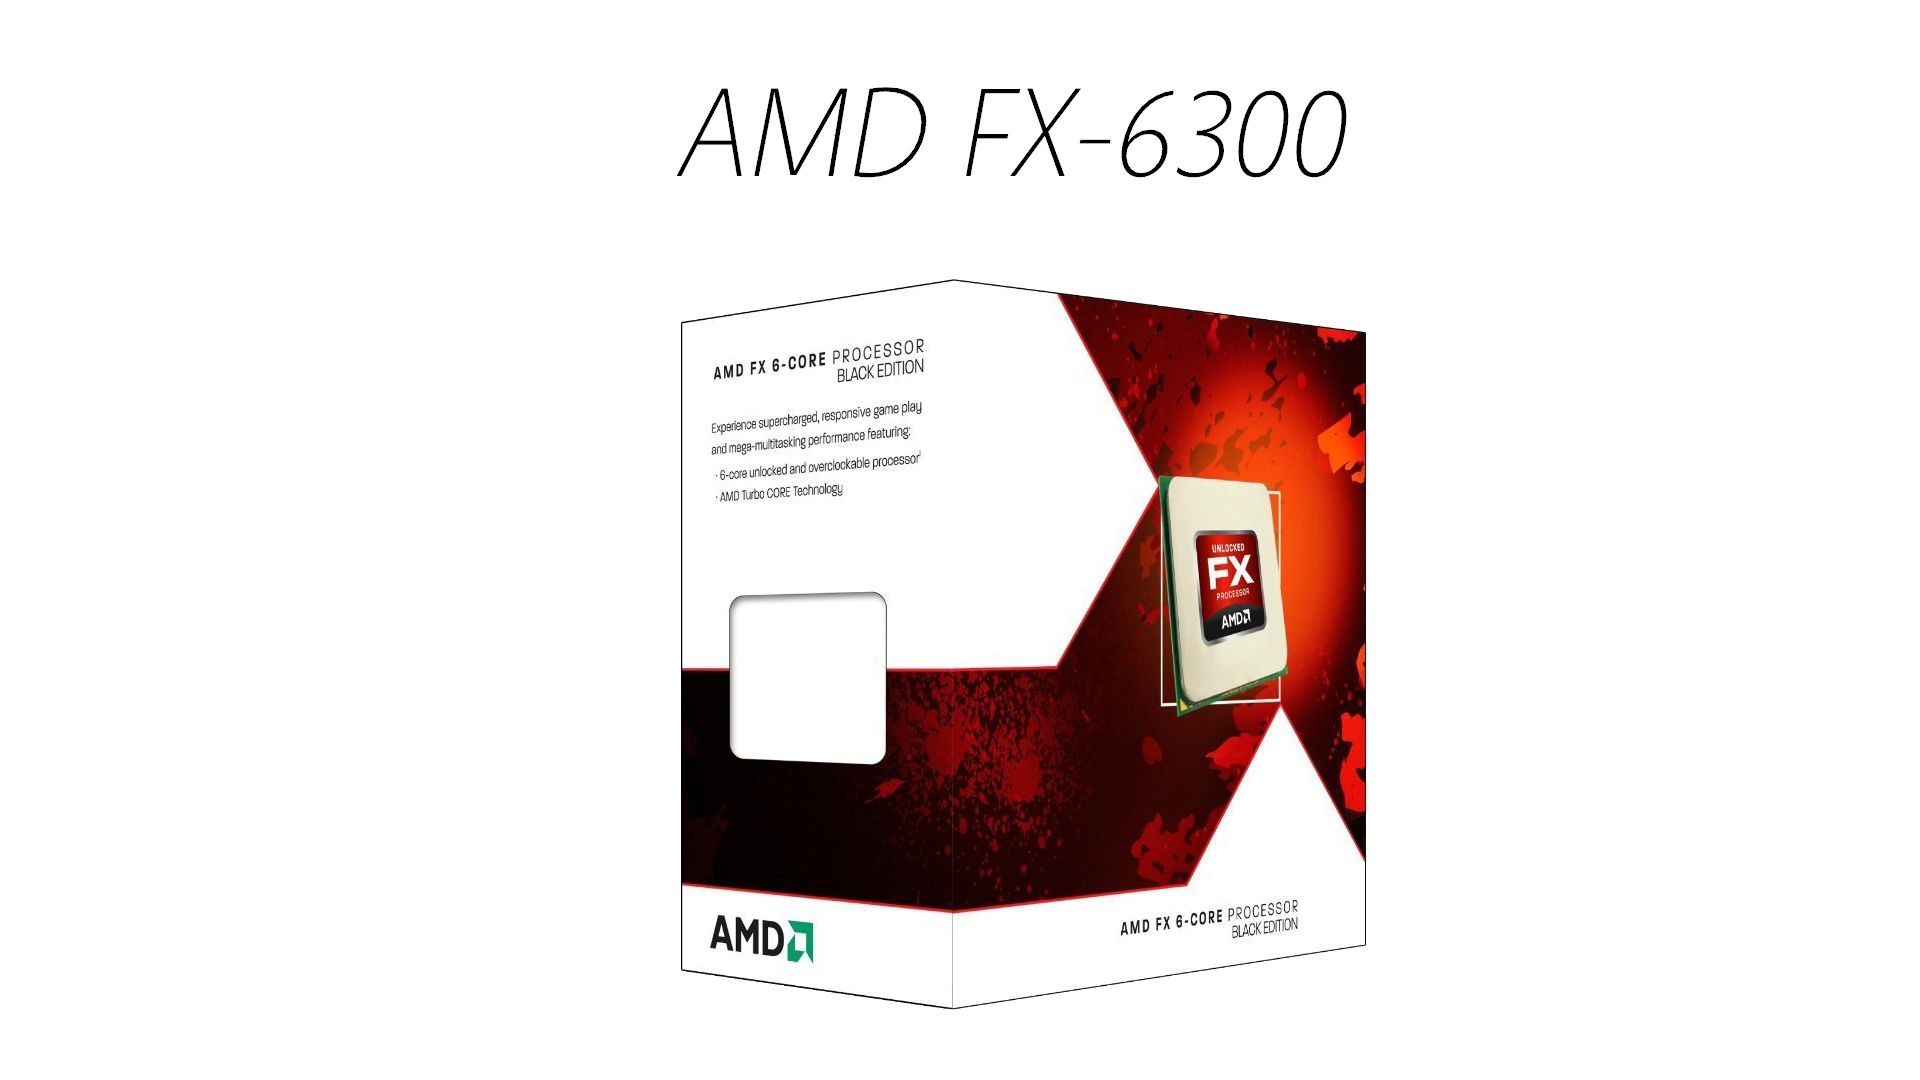 AMD FX-6300
AMD FX 6-CORE PROCESSOR
BLACK EDITION
Experience supercharged, responsive game play
and mega-multitasking performance featuring:
· 6-core unlocked and overclockable processor¹
· AMD Turbo CORE Technology
UNLOCKED
FX
PROCESSOR
AMD
AMD
AMD FX 6-CORE PROCESSOR
BLACK EDITION